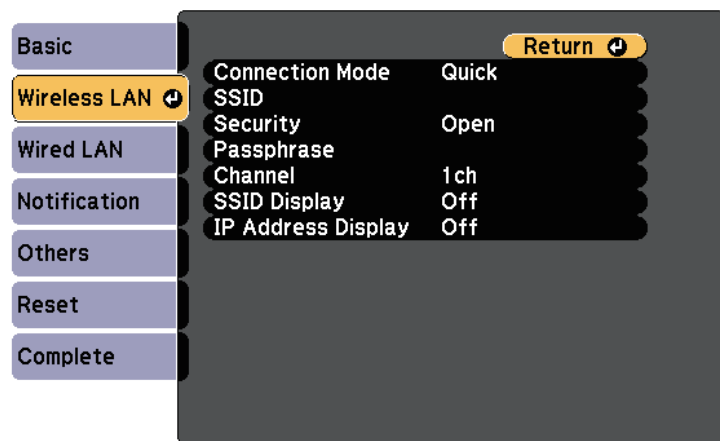 Basic
Wireless LAN
Wired LAN
Notification
Others
Reset
Complete
Return
Connection Mode Quick
SSID
Security Open
Passphrase
Channel 1ch
SSID Display Off
IP Address Display Off